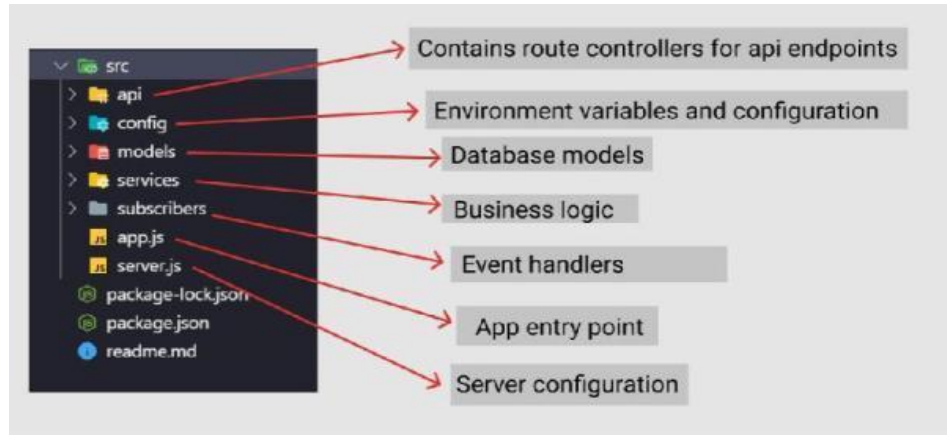 src
Contains route controllers for api endpoints
api
Environment variables and configuration
config
models
Database models
services
Business logic
subscribers
app.js
Event handlers
server.js
package-lock.json
package.json
App entry point
readme.md
Server configuration